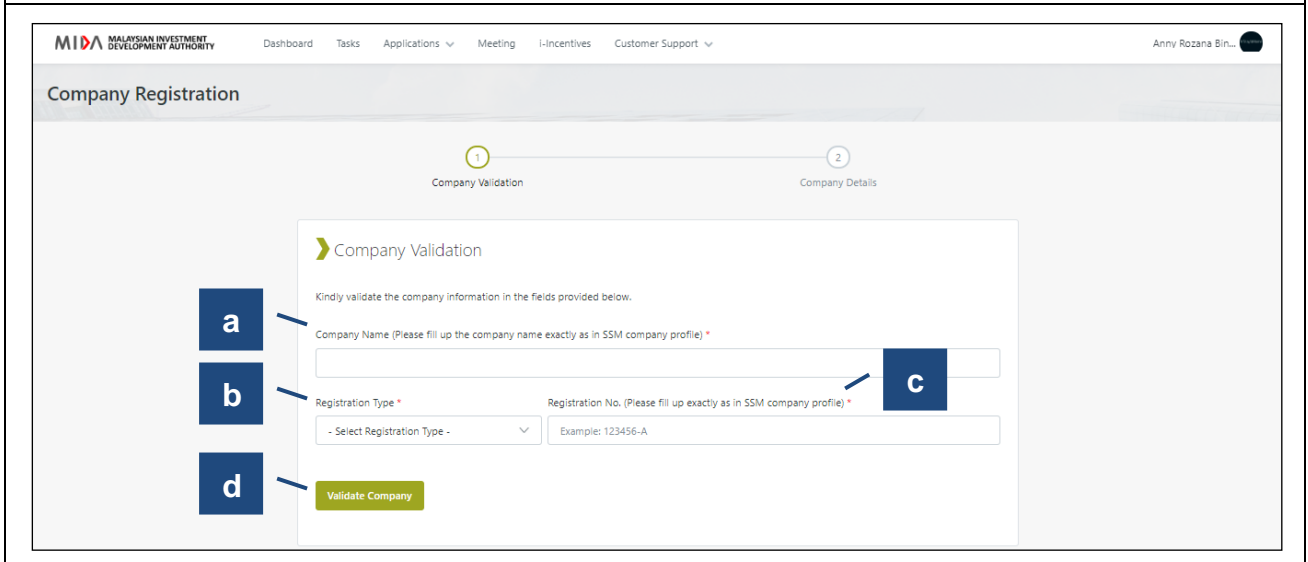 MIDA MALAYSIAN INVESTMENT DEVELOPMENT AUTHORITY
Dashboard Tasks Applications Meeting i-Incentives Customer Support Anny Rozana Bin...
Company Registration
1 2
Company Validation Company Details
Company Validation
Kindly validate the company information in the fields provided below.
a
Company Name (Please fill up the company name exactly as in SSM company profile) *
c
b
Registration Type * Registration No. (Please fill up exactly as in SSM company profile) *
- Select Registration Type - Example: 123456-A
d
Validate Company